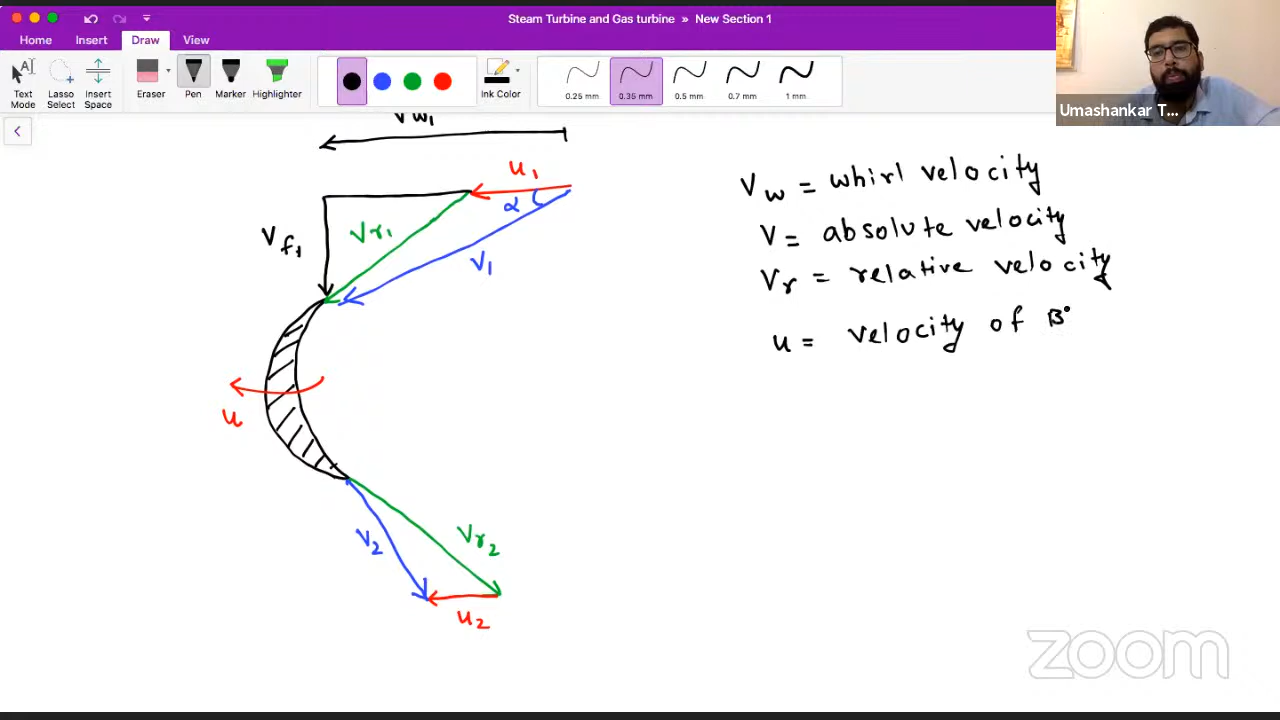 Steam Turbine and Gas turbine » New Section 1
Home Insert Draw View
Text Mode
Lasso Select
Insert Space
Eraser
Pen
Marker
Highlighter
Ink Color
0.25 mm
0.35 mm
0.5 mm
0.7 mm
1 mm
Umashankar T...
Vw1
u1
α
Vf1
Vr1
V1
u
V2
Vr2
u2
Vw = whirl velocity
V = absolute velocity
Vr = relative velocity
u = velocity of B
zoom